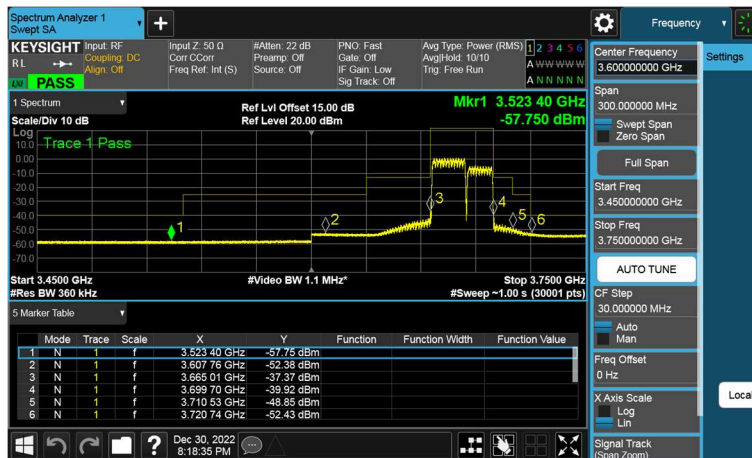 Spectrum Analyzer 1
Swept SA
+
Frequency
KEYSIGHT
RL
LXI
PASS
Input: RF
Coupling: DC
Align: Off
Input Z: 50 Ω
Corr CCorr
Freq Ref: Int (S)
#Atten: 22 dB
Preamp: Off
Source: Off
PNO: Fast
Gate: Off
IF Gain: Low
Sig Track: Off
Avg Type: Power (RMS)
Avg|Hold: 10/10
Trig: Free Run
1 2 3 4 5 6
A W W W W W
A N N N N N
1 Spectrum
Scale/Div 10 dB
Ref Lvl Offset 15.00 dB
Ref Level 20.00 dBm
Mkr1 3.523 40 GHz
-57.750 dBm
Log
Trace 1 Pass
10.0
0.00
-10.0
-20.0
-30.0
-40.0
-50.0
-60.0
-70.0
1
2
3
4
5
6
Start 3.4500 GHz
#Video BW 1.1 MHz*
Stop 3.7500 GHz
#Res BW 360 kHz
#Sweep ~1.00 s (30001 pts)
5 Marker Table
Mode Trace Scale X Y Function Function Width Function Value
1 N 1 f 3.523 40 GHz -57.75 dBm
2 N 1 f 3.607 76 GHz -52.38 dBm
3 N 1 f 3.665 01 GHz -37.37 dBm
4 N 1 f 3.699 70 GHz -39.92 dBm
5 N 1 f 3.710 53 GHz -48.85 dBm
6 N 1 f 3.720 74 GHz -52.43 dBm
?
Dec 30, 2022
8:18:35 PM
Center Frequency
3.600000000 GHz
Settings
Span
300.000000 MHz
Swept Span
Zero Span
Full Span
Start Freq
3.450000000 GHz
Stop Freq
3.750000000 GHz
AUTO TUNE
CF Step
30.000000 MHz
Auto
Man
Freq Offset
0 Hz
X Axis Scale
Log
Lin
Local
Signal Track
(Span Zoom)